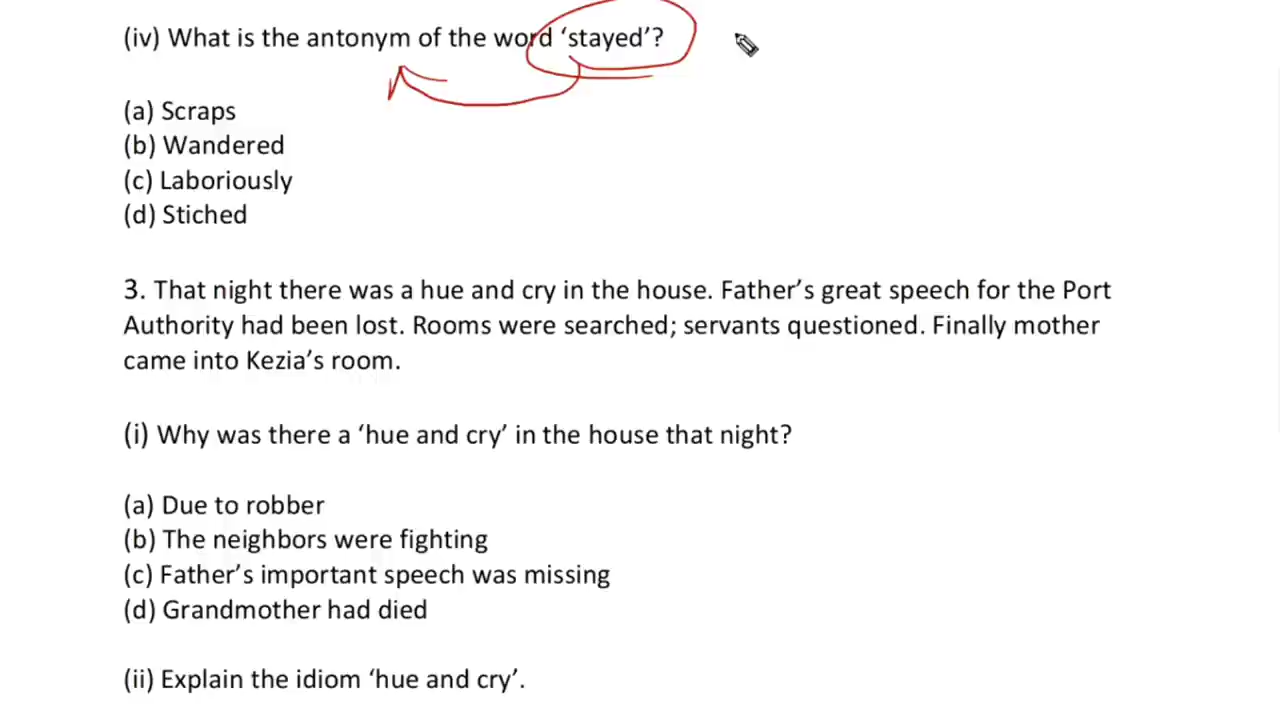 (iv) What is the antonym of the word ‘stayed’?
(a) Scraps
(b) Wandered
(c) Laboriously
(d) Stiched
3. That night there was a hue and cry in the house. Father’s great speech for the Port
Authority had been lost. Rooms were searched; servants questioned. Finally mother
came into Kezia’s room.
(i) Why was there a ‘hue and cry’ in the house that night?
(a) Due to robber
(b) The neighbors were fighting
(c) Father’s important speech was missing
(d) Grandmother had died
(ii) Explain the idiom ‘hue and cry’.